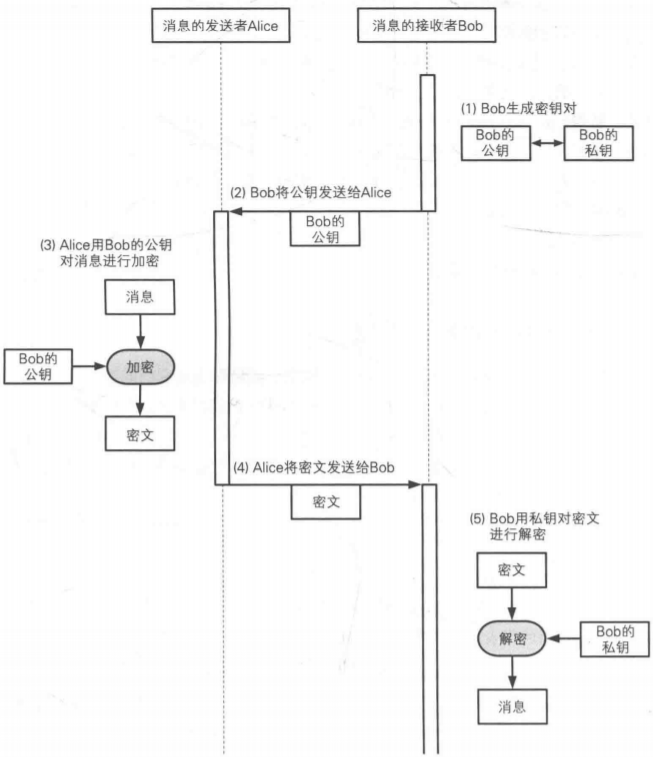 消息的发送者Alice
消息的接收者Bob
(1) Bob生成密钥对
Bob的
公钥
Bob的
私钥
(2) Bob将公钥发送给Alice
Bob的
公钥
(3) Alice用Bob的公钥
对消息进行加密
消息
Bob的
公钥
加密
密文
(4) Alice将密文发送给Bob
密文
(5) Bob用私钥对密文
进行解密
密文
解密
Bob的
私钥
消息